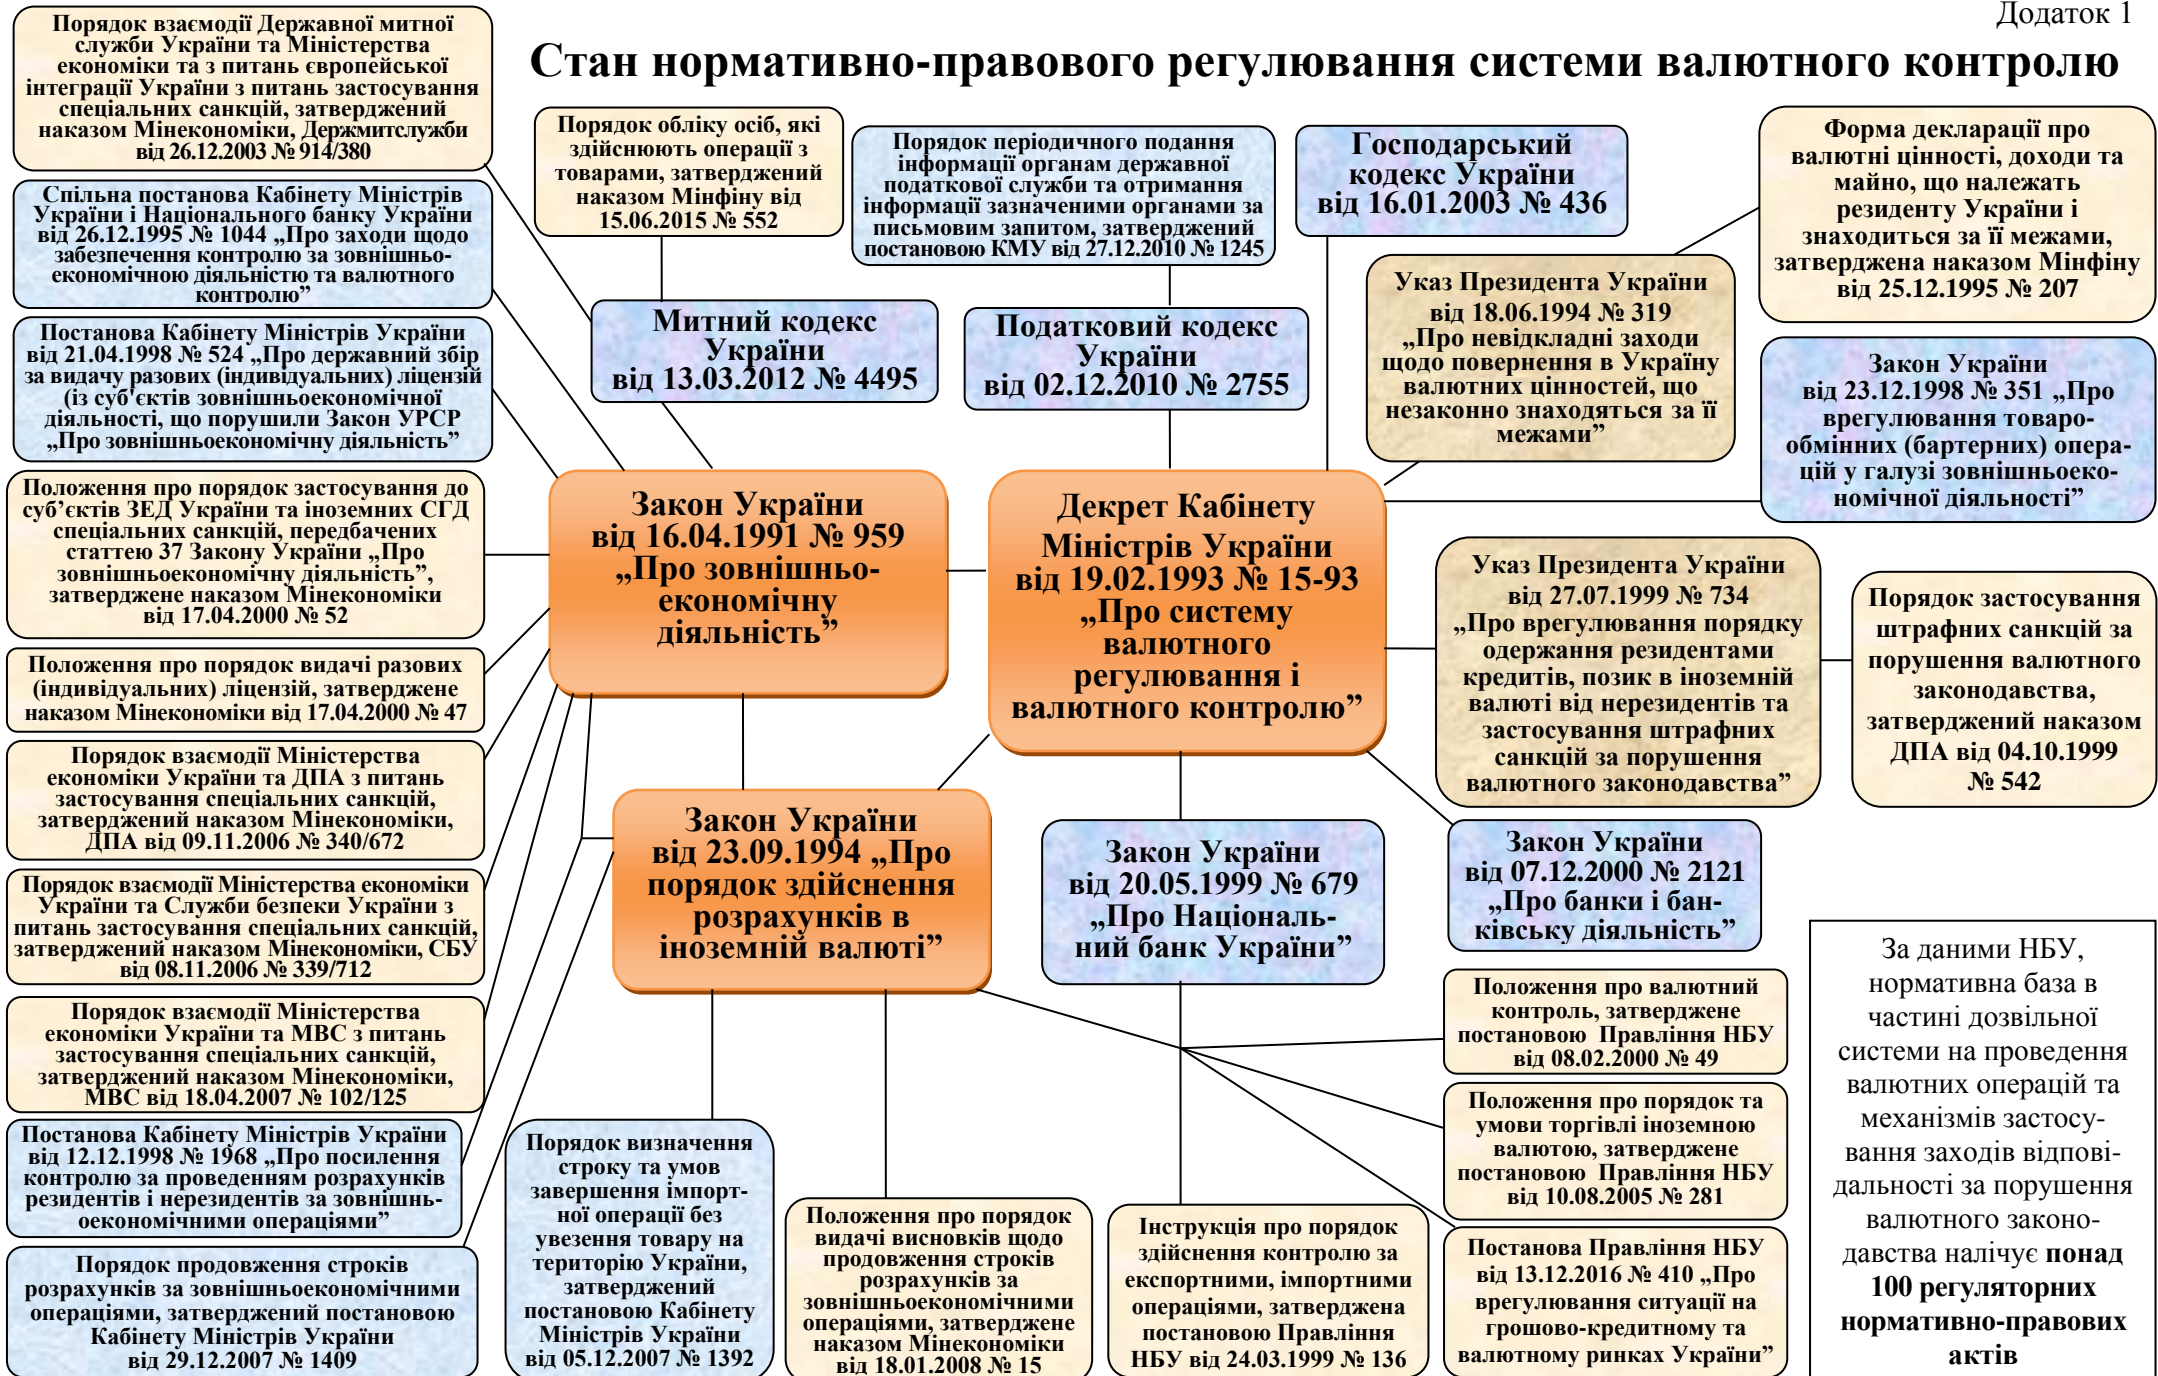 Додаток 1
Стан нормативно-правового регулювання системи валютного контролю
Порядок взаємодії Державної митної
служби України та Міністерства
економіки та з питань європейської
інтеграції України з питань застосування
спеціальних санкцій, затверджений
наказом Мінекономіки, Держмитслужби
від 26.12.2003 № 914/380
Спільна постанова Кабінету Міністрів
України і Національного банку України
від 26.12.1995 № 1044 „Про заходи щодо
забезпечення контролю за зовнішньо-
економічною діяльністю та валютного
контролю”
Постанова Кабінету Міністрів України
від 21.04.1998 № 524 „Про державний збір
за видачу разових (індивідуальних) ліцензій
(із суб'єктів зовнішньоекономічної
діяльності, що порушили Закон УРСР
„Про зовнішньоекономічну діяльність”
Положення про порядок застосування до
суб’єктів ЗЕД України та іноземних СГД
спеціальних санкцій, передбачених
статтею 37 Закону України „Про
зовнішньоекономічну діяльність”,
затверджене наказом Мінекономіки
від 17.04.2000 № 52
Положення про порядок видачі разових
(індивідуальних) ліцензій, затверджене
наказом Мінекономіки від 17.04.2000 № 47
Порядок взаємодії Міністерства
економіки України та ДПА з питань
застосування спеціальних санкцій,
затверджений наказом Мінекономіки,
ДПА від 09.11.2006 № 340/672
Порядок взаємодії Міністерства економіки
України та Служби безпеки України з
питань застосування спеціальних санкцій,
затверджений наказом Мінекономіки, СБУ
від 08.11.2006 № 339/712
Порядок взаємодії Міністерства
економіки України та МВС з питань
застосування спеціальних санкцій,
затверджений наказом Мінекономіки,
МВС від 18.04.2007 № 102/125
Постанова Кабінету Міністрів України
від 12.12.1998 № 1968 „Про посилення
контролю за проведенням розрахунків
резидентів і нерезидентів за зовнішнь-
оекономічними операціями”
Порядок продовження строків
розрахунків за зовнішньоекономічними
операціями, затверджений постановою
Кабінету Міністрів України
від 29.12.2007 № 1409
Порядок обліку осіб, які
здійснюють операції з
товарами, затверджений
наказом Мінфіну від
15.06.2015 № 552
Порядок періодичного подання
інформації органам державної
податкової служби та отримання
інформації зазначеними органами за
письмовим запитом, затверджений
постановою КМУ від 27.12.2010 № 1245
Господарський
кодекс України
від 16.01.2003 № 436
Форма декларації про
валютні цінності, доходи та
майно, що належать
резиденту України і
знаходиться за її межами,
затверджена наказом Мінфіну
від 25.12.1995 № 207
Митний кодекс
України
від 13.03.2012 № 4495
Податковий кодекс
України
від 02.12.2010 № 2755
Указ Президента України
від 18.06.1994 № 319
„Про невідкладні заходи
щодо повернення в Україну
валютних цінностей, що
незаконно знаходяться за її
межами”
Закон України
від 23.12.1998 № 351 „Про
врегулювання товаро-
обмінних (бартерних) опера-
цій у галузі зовнішньоеко-
номічної діяльності”
Закон України
від 16.04.1991 № 959
„Про зовнішньо-
економічну
діяльність”
Декрет Кабінету
Міністрів України
від 19.02.1993 № 15-93
„Про систему
валютного
регулювання і
валютного контролю”
Указ Президента України
від 27.07.1999 № 734
„Про врегулювання порядку
одержання резидентами
кредитів, позик в іноземній
валюті від нерезидентів та
застосування штрафних
санкцій за порушення
валютного законодавства”
Порядок застосування
штрафних санкцій за
порушення валютного
законодавства,
затверджений наказом
ДПА від 04.10.1999
№ 542
Закон України
від 23.09.1994 „Про
порядок здійснення
розрахунків в
іноземній валюті”
Закон України
від 20.05.1999 № 679
„Про Національ-
ний банк України”
Закон України
від 07.12.2000 № 2121
„Про банки і бан-
ківську діяльність”
Положення про валютний
контроль, затверджене
постановою Правління НБУ
від 08.02.2000 № 49
Положення про порядок та
умови торгівлі іноземною
валютою, затверджене
постановою Правління НБУ
від 10.08.2005 № 281
Порядок визначення
строку та умов
завершення імпорт-
ної операції без
увезення товару на
територію України,
затверджений
постановою Кабінету
Міністрів України
від 05.12.2007 № 1392
Положення про порядок
видачі висновків щодо
продовження строків
розрахунків за
зовнішньоекономічними
операціями, затверджене
наказом Мінекономіки
від 18.01.2008 № 15
Інструкція про порядок
здійснення контролю за
експортними, імпортними
операціями, затверджена
постановою Правління
НБУ від 24.03.1999 № 136
Постанова Правління НБУ
від 13.12.2016 № 410 „Про
врегулювання ситуації на
грошово-кредитному та
валютному ринках України”
За даними НБУ,
нормативна база в
частині дозвільної
системи на проведення
валютних операцій та
механізмів застосу-
вання заходів відпові-
дальності за порушення
валютного законо-
давства налічує понад
100 регуляторних
нормативно-правових
актів